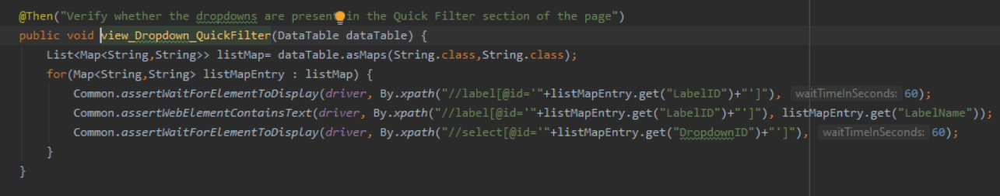 @Then("Verify whether the dropdowns are present in the Quick Filter section of the page")
public void view_Dropdown_QuickFilter(DataTable dataTable) {
List<Map<String,String>> listMap= dataTable.asMaps(String.class,String.class);
for(Map<String,String> listMapEntry : listMap) {
Common.assertWaitForElementToDisplay(driver, By.xpath("//label[@id='"+listMapEntry.get("LabelID")+"']"), waitTimeInSeconds: 60);
Common.assertWebElementContainsText(driver, By.xpath("//label[@id='"+listMapEntry.get("LabelID")+"']"), listMapEntry.get("LabelName"));
Common.assertWaitForElementToDisplay(driver, By.xpath("//select[@id='"+listMapEntry.get("DropdownID")+"']"), waitTimeInSeconds: 60);
}
}